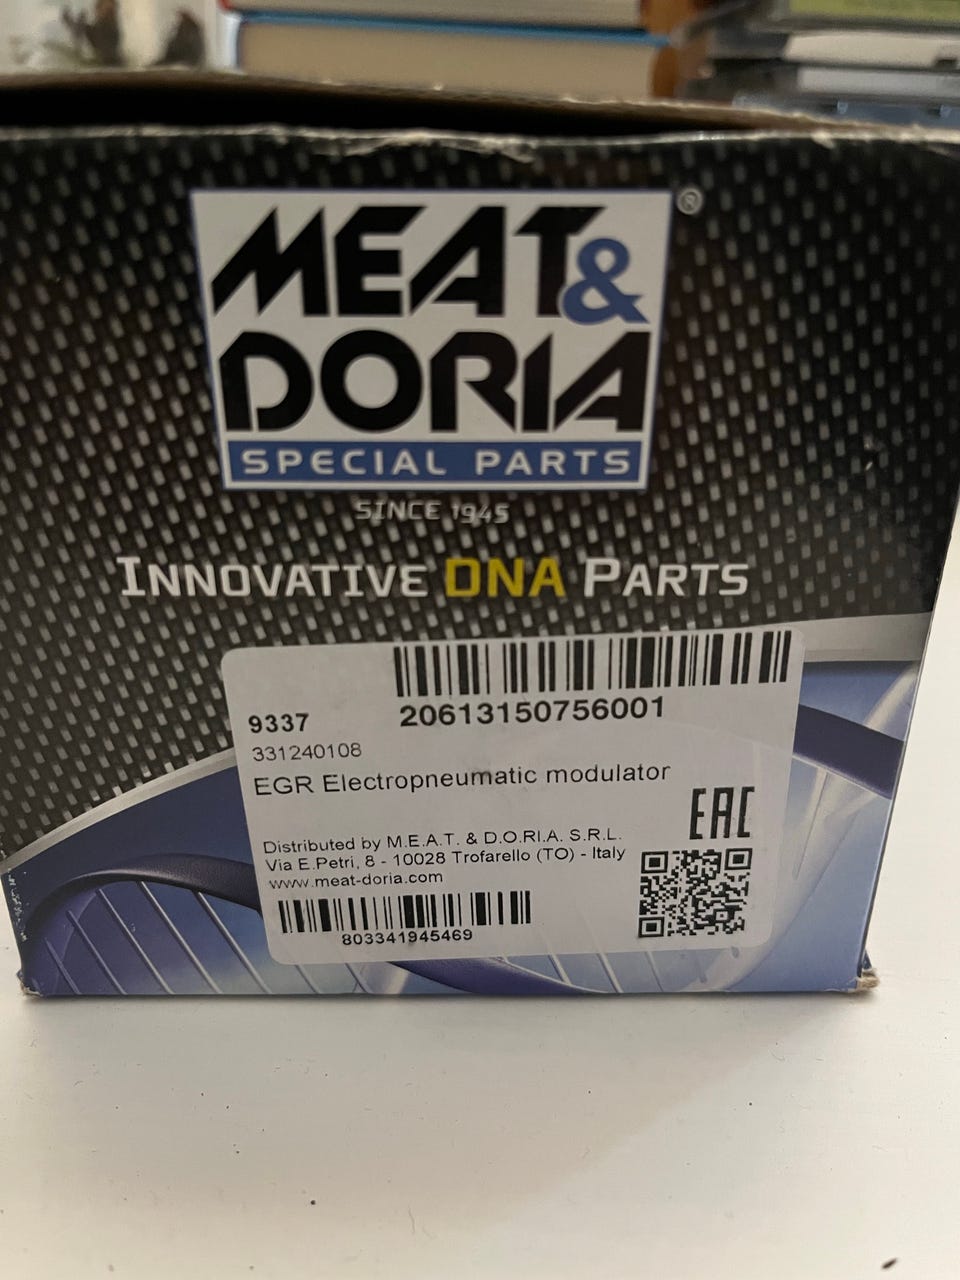 MEAT&
DORIA
®
SPECIAL PARTS
SINCE 1945
INNOVATIVE DNA PARTS
20613150756001
9337
331240108
EGR Electropneumatic modulator
EAC
Distributed by M.E.A.T. & D.O.RI.A. S.R.L.
Via E.Petri, 8 - 10028 Trofarello (TO) - Italy
www.meat-doria.com
803341945469